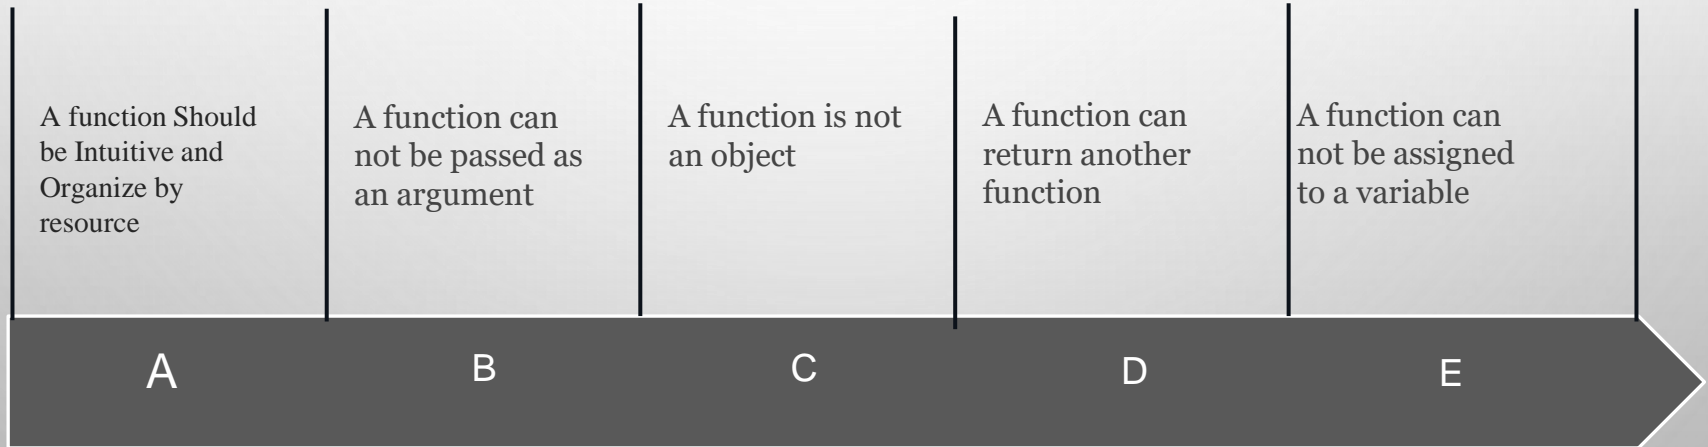 A function Should
be Intuitive and
Organize by
resource
A function can
not be passed as
an argument
A function is not
an object
A function can
return another
function
A function can
not be assigned
to a variable
A
B
C
D
E